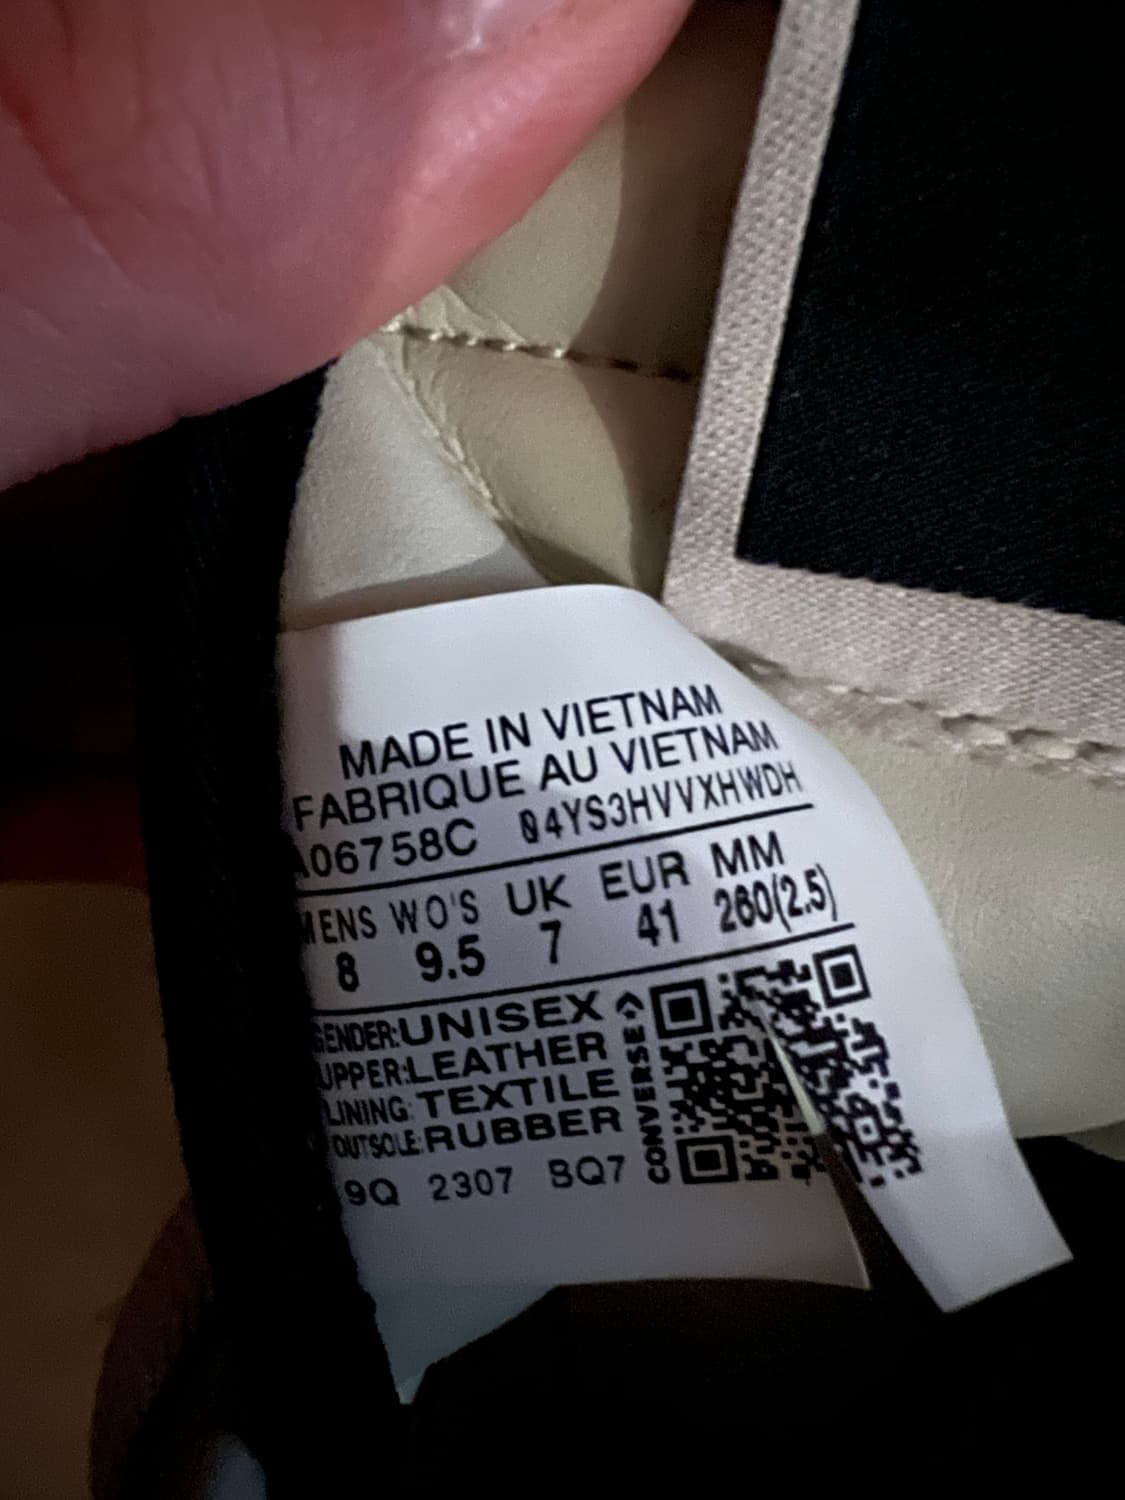 MADE IN VIETNAM
FABRIQUE AU VIETNAM
A06758C 04YS3HVVXHWDH
MENS WO'S UK EUR MM
8 9.5 7 41 260(2.5)
GENDER:UNISEX
UPPER:LEATHER
LINING: TEXTILE
OUTSOLE:RUBBER
CONVERSE
9Q 2307 BQ7